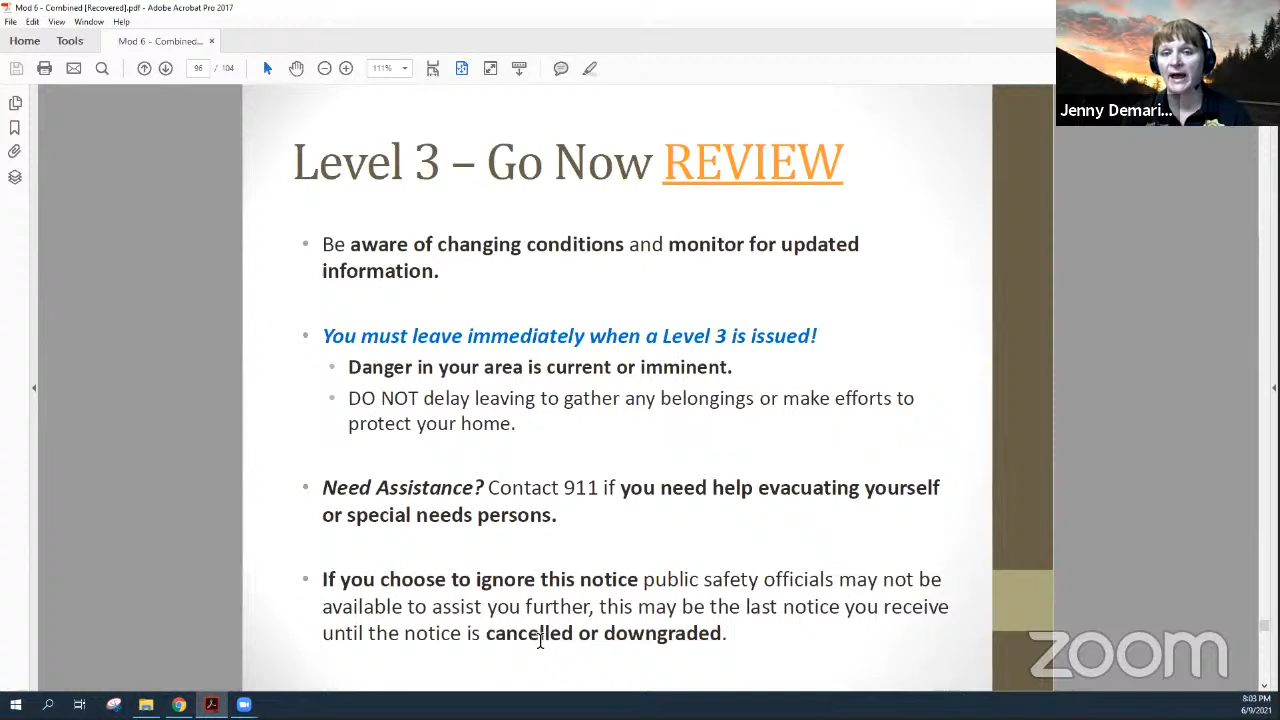 Mod 6 - Combined [Recovered].pdf - Adobe Acrobat Pro 2017
File Edit View Window Help
Home Tools Mod 6 - Combined... ×
96 / 104 111%
Jenny Demari...
Level 3 – Go Now REVIEW
• Be aware of changing conditions and monitor for updated
information.
• You must leave immediately when a Level 3 is issued!
• Danger in your area is current or imminent.
• DO NOT delay leaving to gather any belongings or make efforts to
protect your home.
• Need Assistance? Contact 911 if you need help evacuating yourself
or special needs persons.
• If you choose to ignore this notice public safety officials may not be
available to assist you further, this may be the last notice you receive
until the notice is cancelled or downgraded.
zoom
8:03 PM
6/9/2021